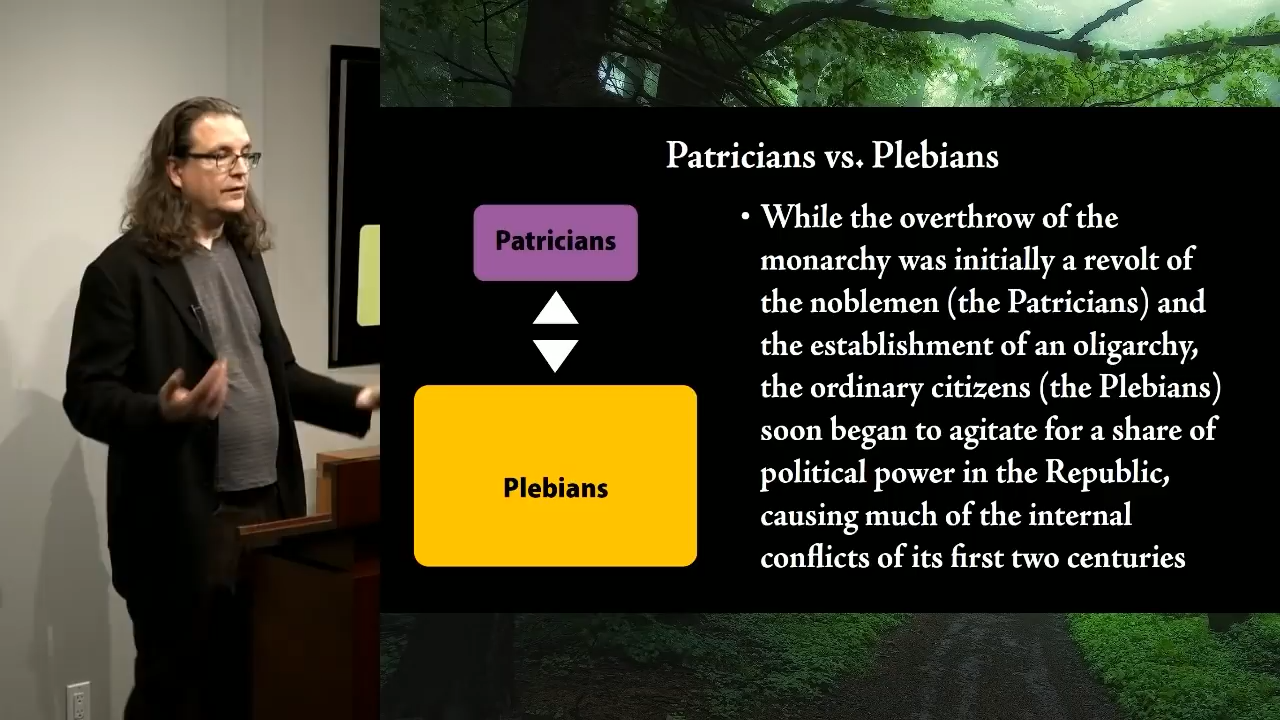 Patricians vs. Plebians
Patricians
Plebians
• While the overthrow of the
monarchy was initially a revolt of
the noblemen (the Patricians) and
the establishment of an oligarchy,
the ordinary citizens (the Plebians)
soon began to agitate for a share of
political power in the Republic,
causing much of the internal
conflicts of its first two centuries